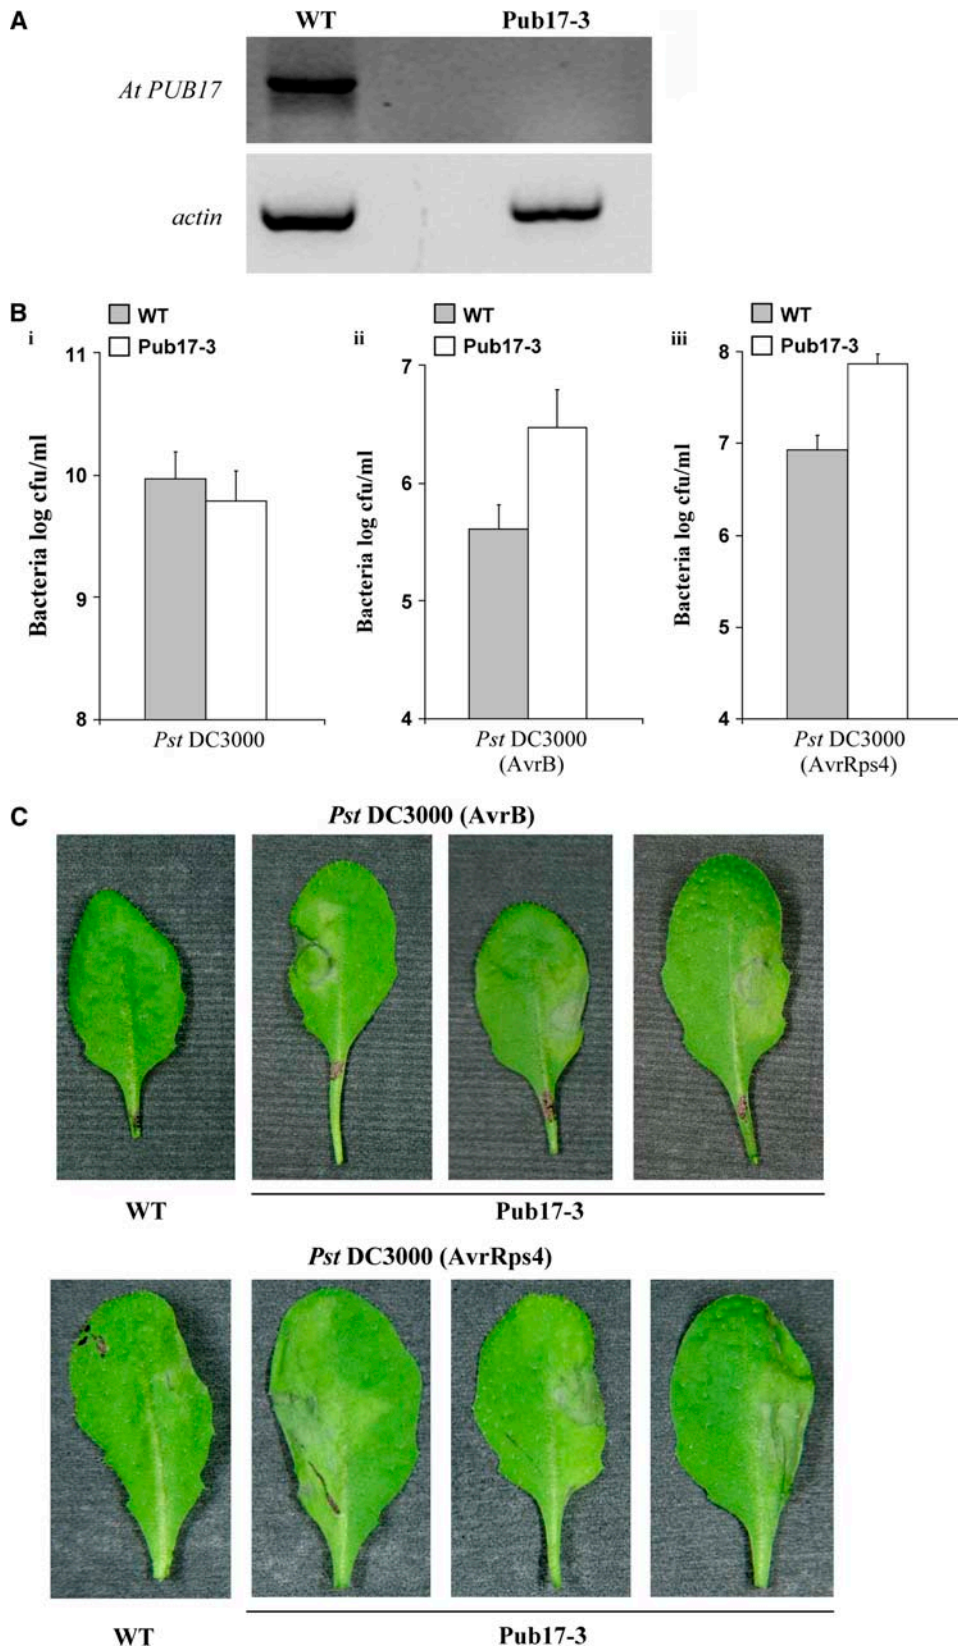 A
WT Pub17-3
At PUB17
actin
B
i
WT
Pub17-3
Bacteria log cfu/ml
11
10
9
8
Pst DC3000
ii
WT
Pub17-3
Bacteria log cfu/ml
7
6
5
4
Pst DC3000
(AvrB)
iii
WT
Pub17-3
Bacteria log cfu/ml
8
7
6
5
4
Pst DC3000
(AvrRps4)
C
Pst DC3000 (AvrB)
WT Pub17-3
Pst DC3000 (AvrRps4)
WT Pub17-3